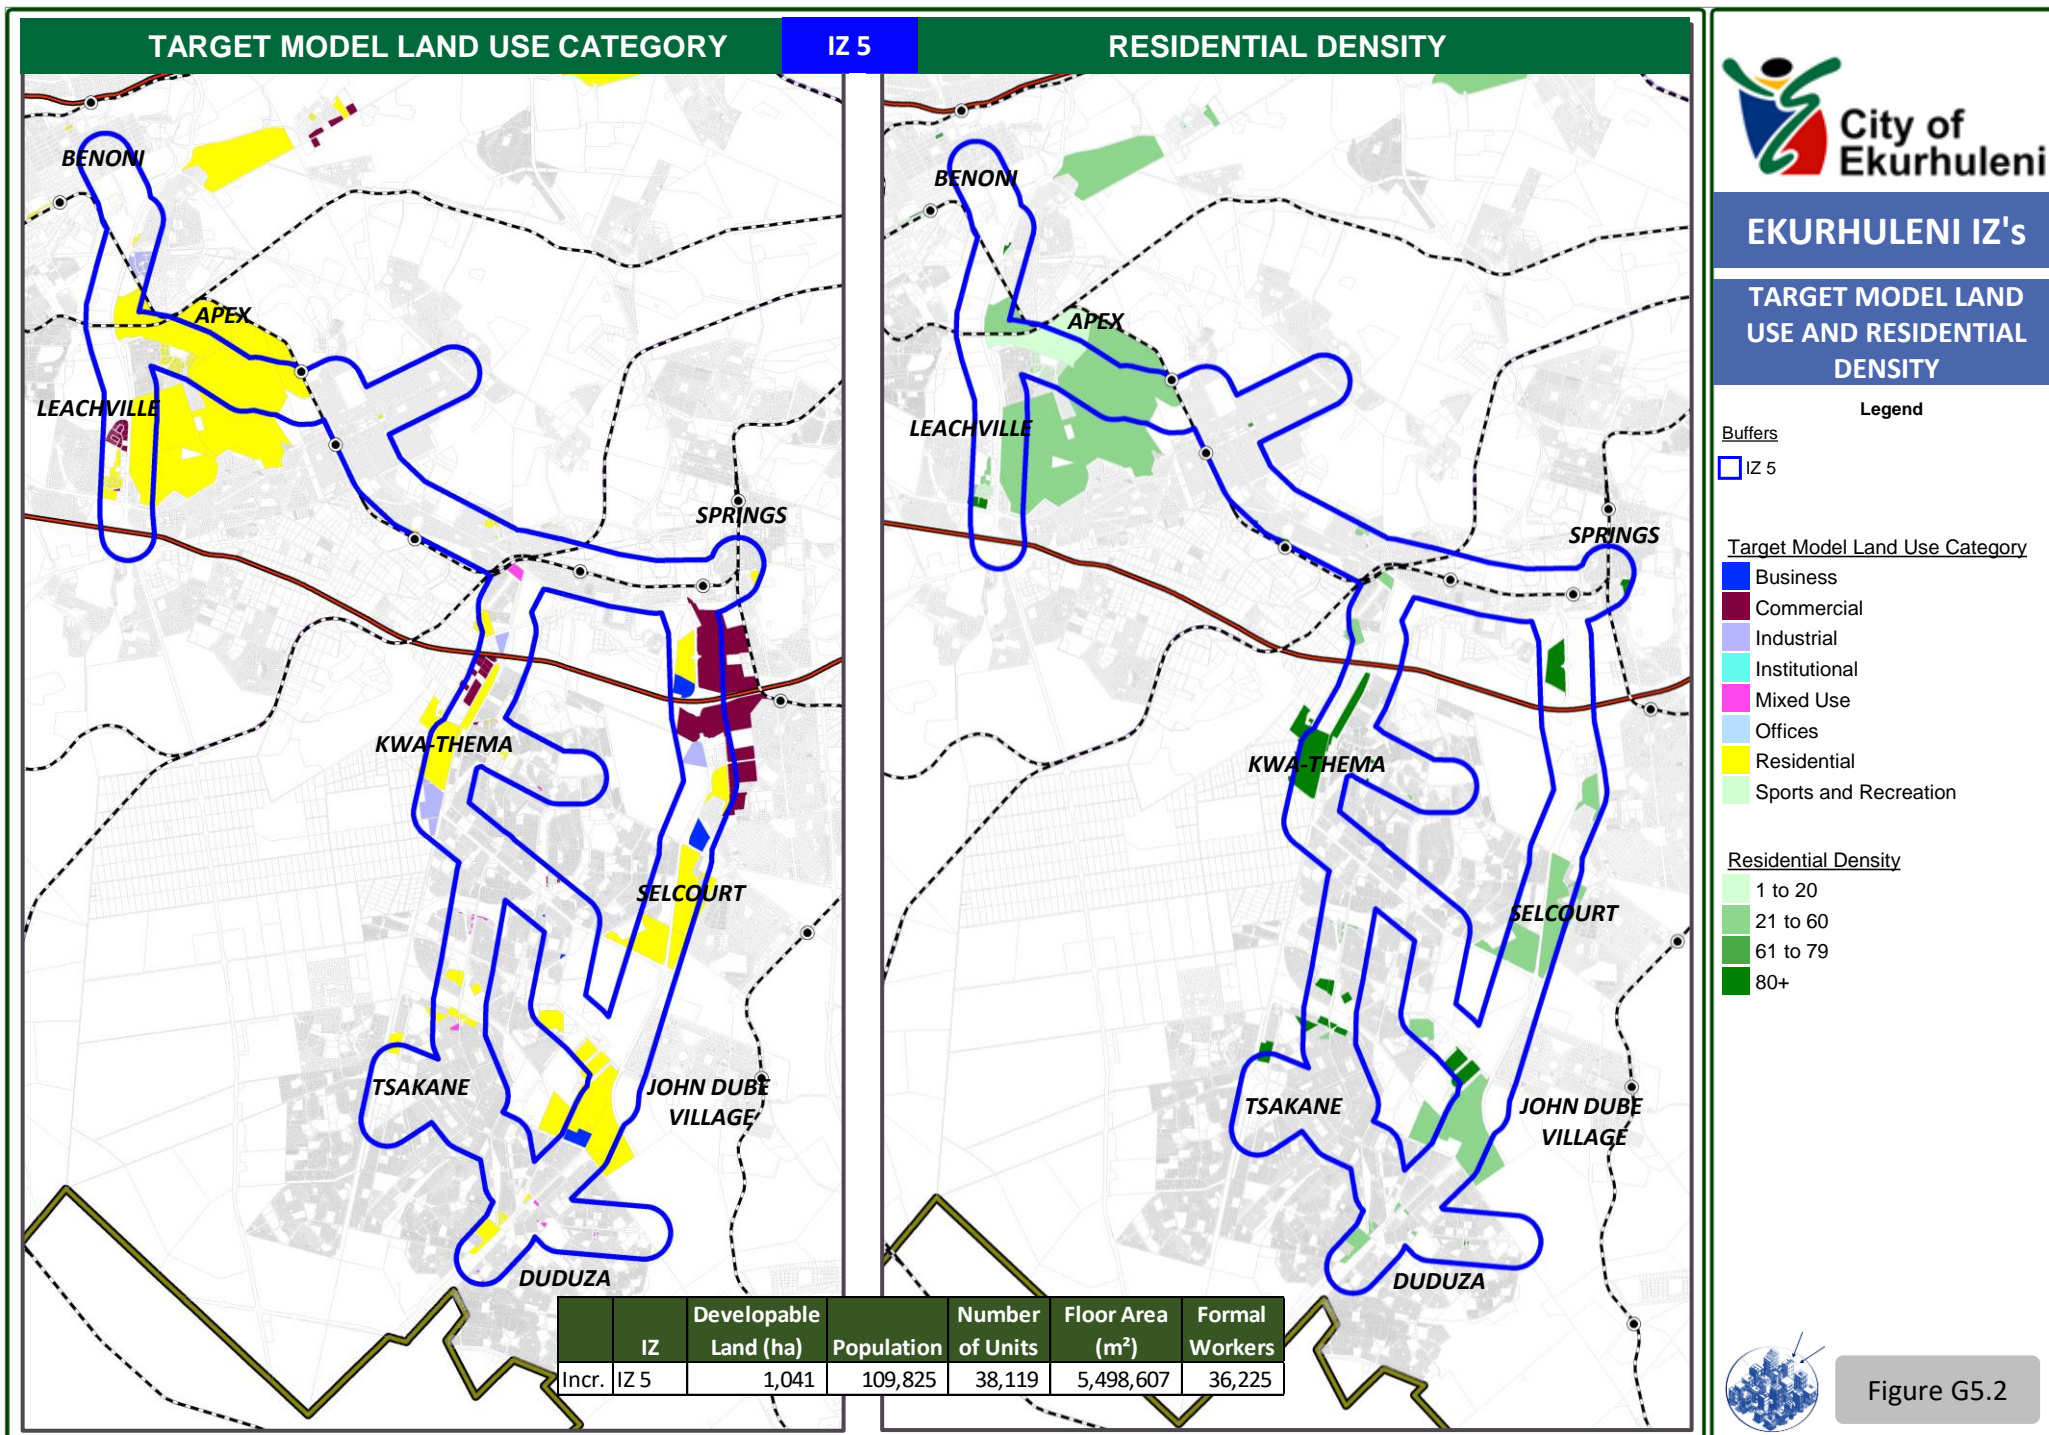 TARGET MODEL LAND USE CATEGORY
IZ 5
RESIDENTIAL DENSITY
BENONI
APEX
LEACHVILLE
SPRINGS
KWA-THEMA
SELCOURT
TSAKANE
JOHN DUBE
VILLAGE
DUDUZA
BENONI
APEX
LEACHVILLE
SPRINGS
KWA-THEMA
SELCOURT
TSAKANE
JOHN DUBE
VILLAGE
DUDUZA
IZ Developable Land (ha) Population Number of Units Floor Area (m²) Formal Workers
Incr. IZ 5 1,041 109,825 38,119 5,498,607 36,225
City of
Ekurhuleni
EKURHULENI IZ's
TARGET MODEL LAND
USE AND RESIDENTIAL
DENSITY
Legend
Buffers
IZ 5
Target Model Land Use Category
Business
Commercial
Industrial
Institutional
Mixed Use
Offices
Residential
Sports and Recreation
Residential Density
1 to 20
21 to 60
61 to 79
80+
Figure G5.2